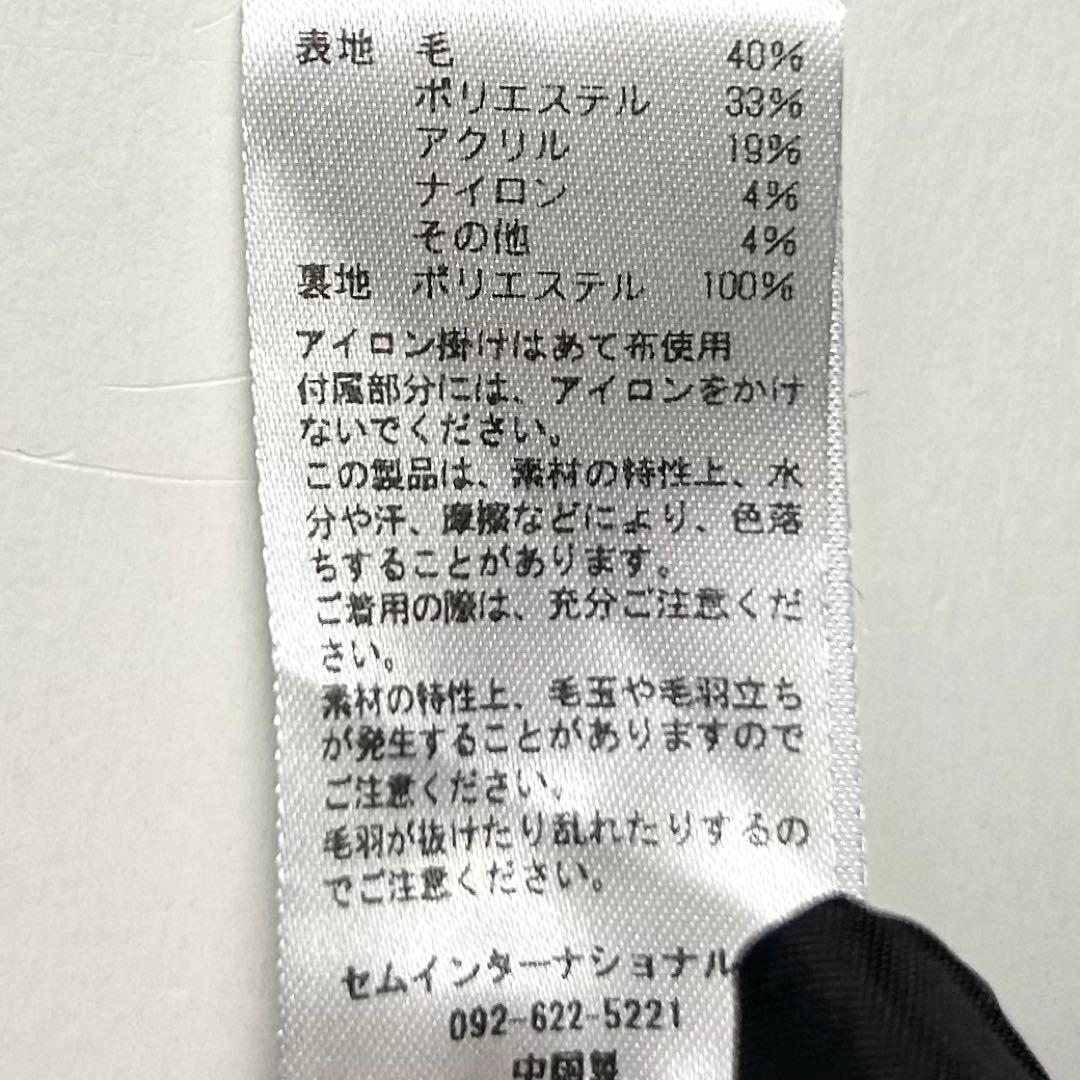 表地 毛 40%
ポリエステル 33%
アクリル 19%
ナイロン 4%
その他 4%
裏地 ポリエステル 100%
アイロン掛けはあて布使用
付属部分には、アイロンをかけ
ないでください。
この製品は、素材の特性上、水
分や汗、摩擦などにより、色落
ちすることがあります。
ご着用の際は、充分ご注意くだ
さい。
素材の特性上、毛玉や毛羽立ち
が発生することがありますので
ご注意ください。
毛羽が抜けたり乱れたりするの
でご注意ください。
セムインターナショナル
092-622-5221
中国製